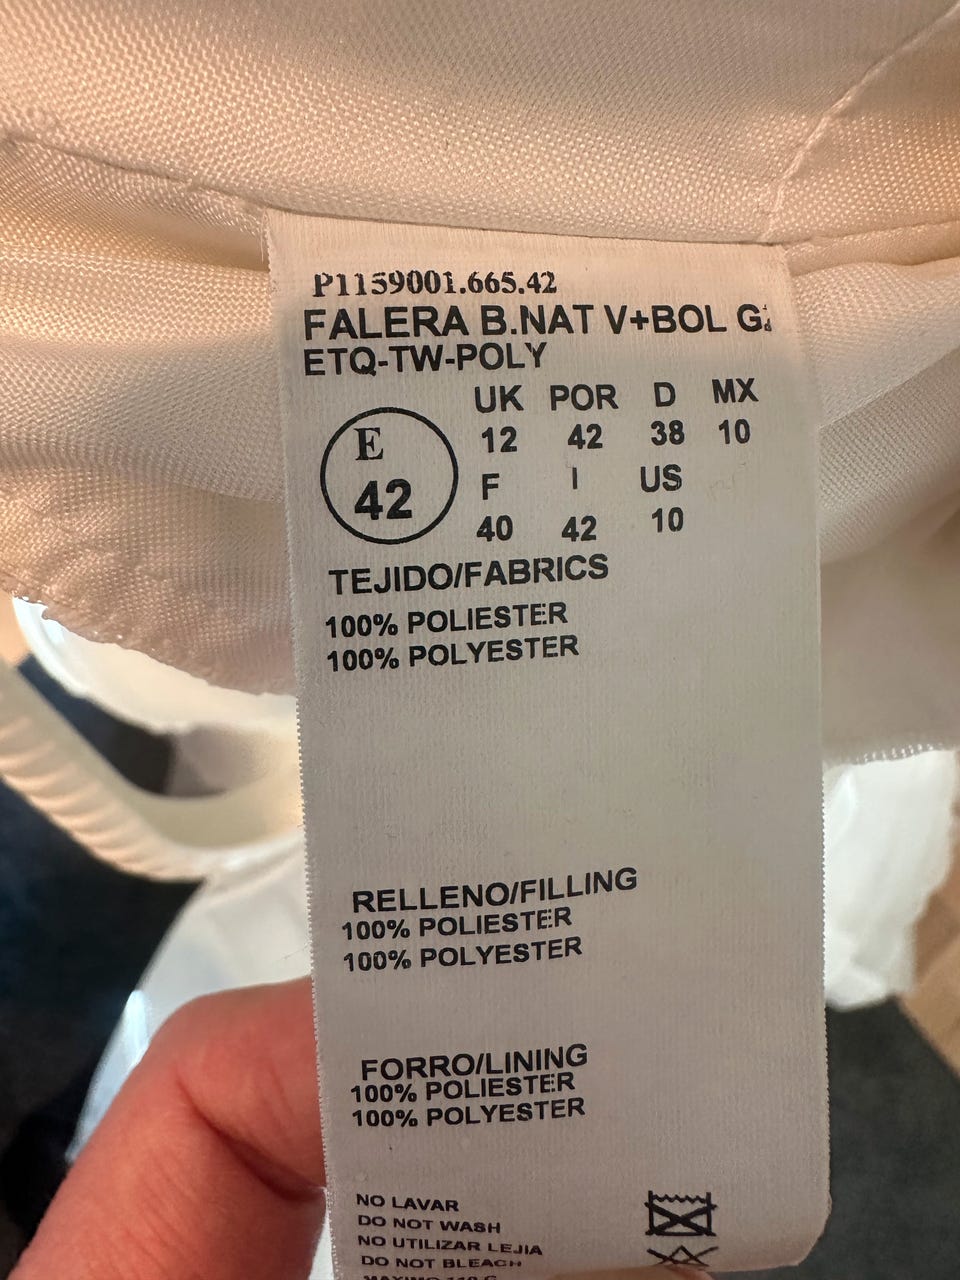 P1159001.665.42
FALERA B.NAT V+BOL G
ETQ-TW-POLY
UK POR D MX
E 12 42 38 10
42 F I US
40 42 10
TEJIDO/FABRICS
100% POLIESTER
100% POLYESTER
RELLENO/FILLING
100% POLIESTER
100% POLYESTER
FORRO/LINING
100% POLIESTER
100% POLYESTER
NO LAVAR
DO NOT WASH
NO UTILIZAR LEJIA
DO NOT BLEACH